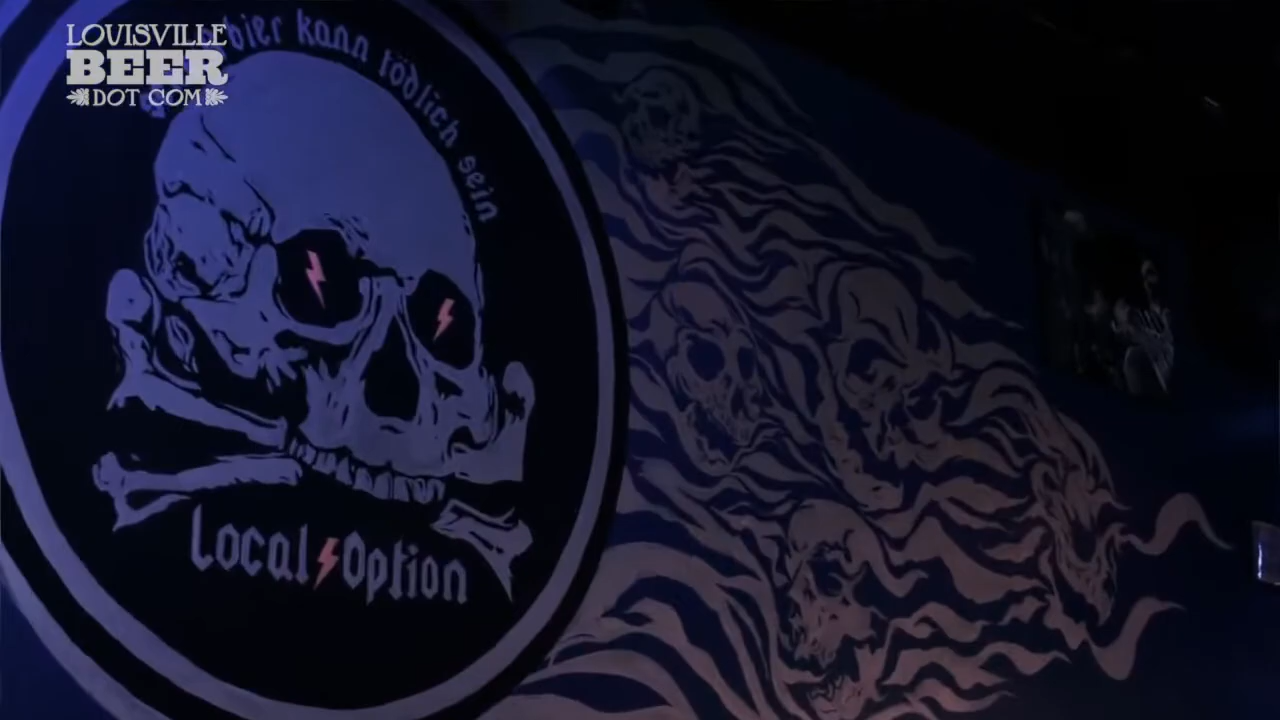 LOUISVILLE
BEER
DOT COM
bier kann tödlich sein
Local Option